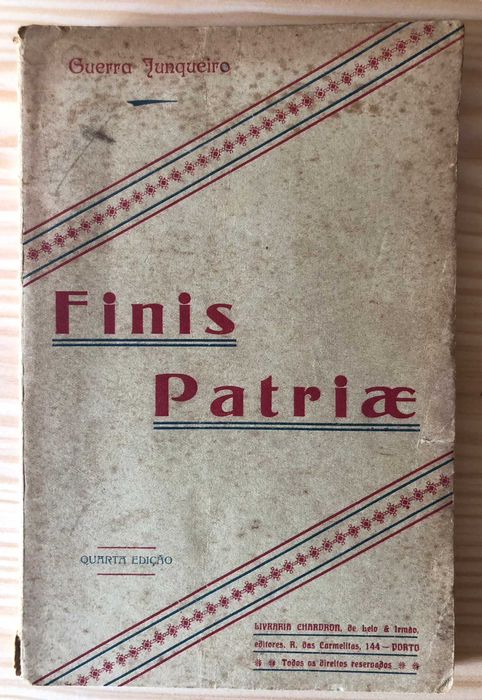 Guerra Junqueiro
Finis
Patriæ
QUARTA EDIÇÃO
LIVRARIA CHARDRON, de Lelo & Irmão,
editores. R. das Carmelitas, 144 — PORTO
Todos os direitos reservados